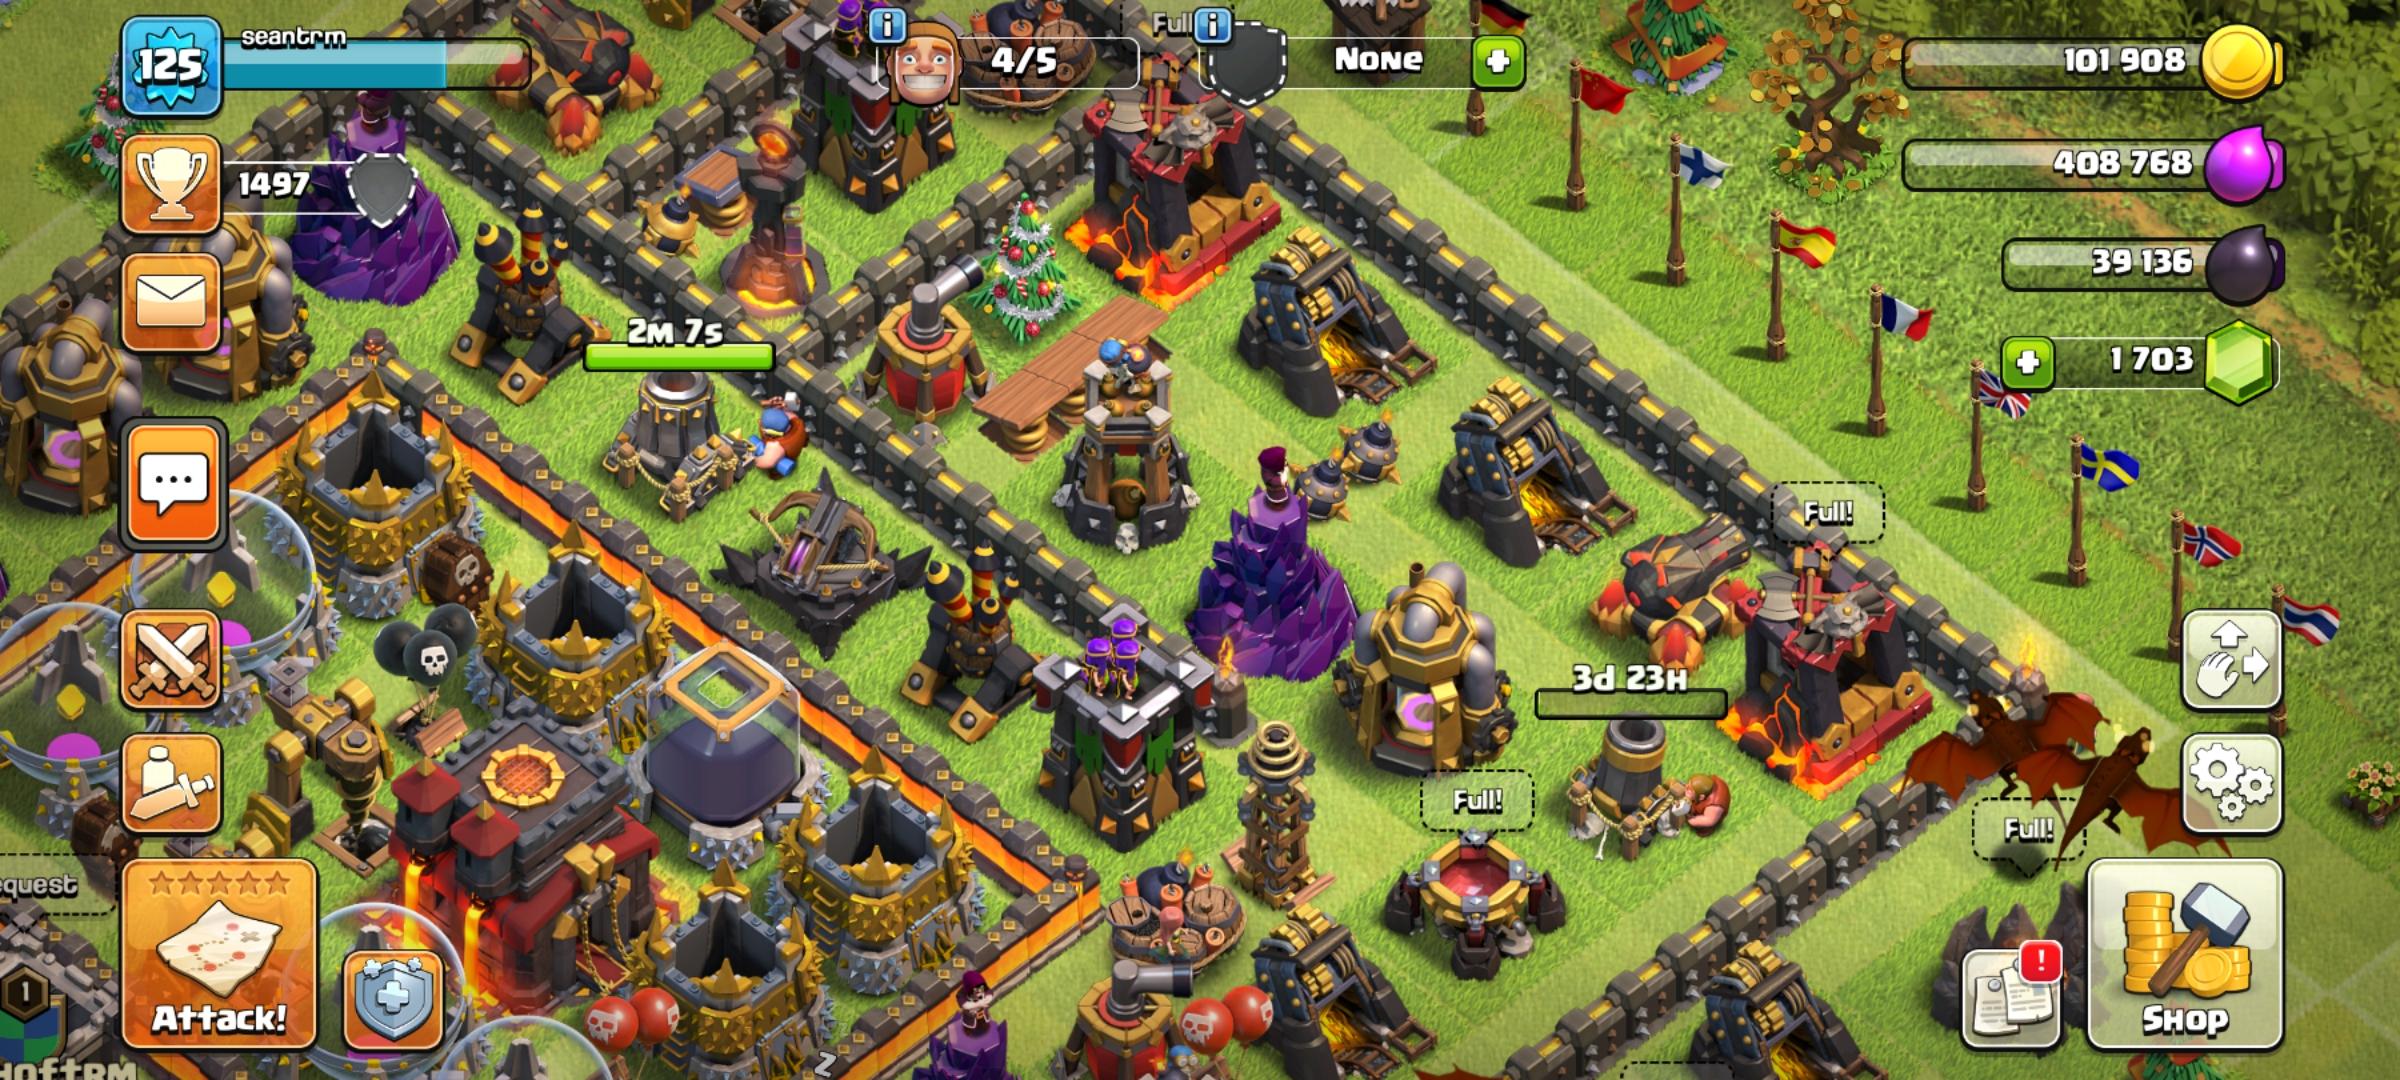 125
seantrm
4/5
Full
None
101 908
1497
408 768
39 136
1 703
2m 7s
Full!
3d 23h
Full!
Full!
equest
1
Attack!
Shop
Z